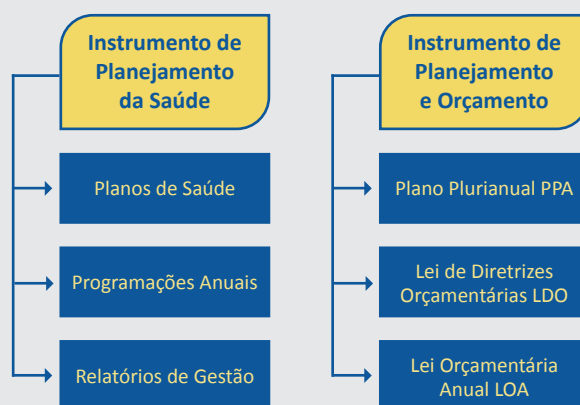 Instrumento de
Planejamento
da Saúde
Planos de Saúde
Programações Anuais
Relatórios de Gestão
Instrumento de
Planejamento
e Orçamento
Plano Plurianual PPA
Lei de Diretrizes
Orçamentárias LDO
Lei Orçamentária
Anual LOA